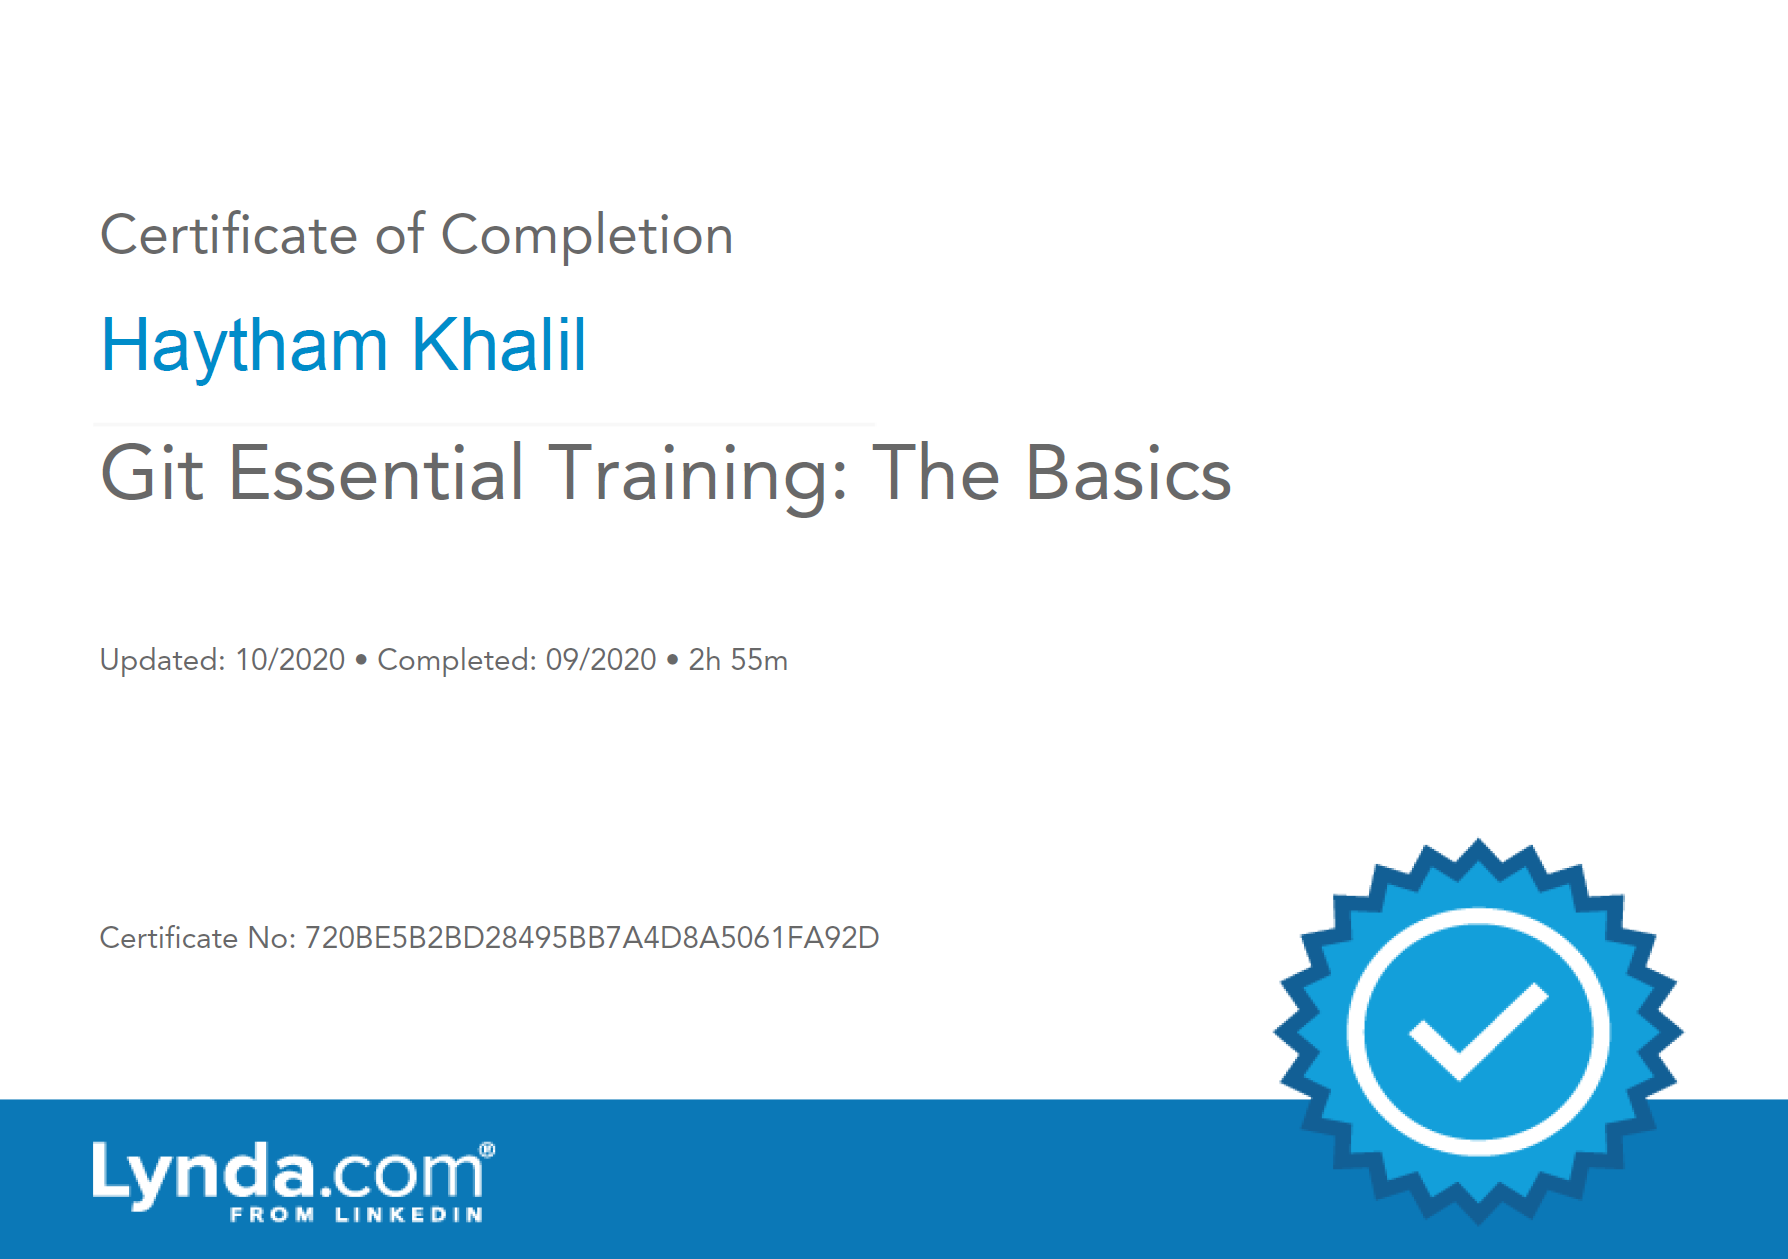 Certificate of Completion
Haytham Khalil
Git Essential Training: The Basics
Updated: 10/2020 • Completed: 09/2020 • 2h 55m
Certificate No: 720BE5B2BD28495BB7A4D8A5061FA92D
Lynda.com®
FROM LINKEDIN